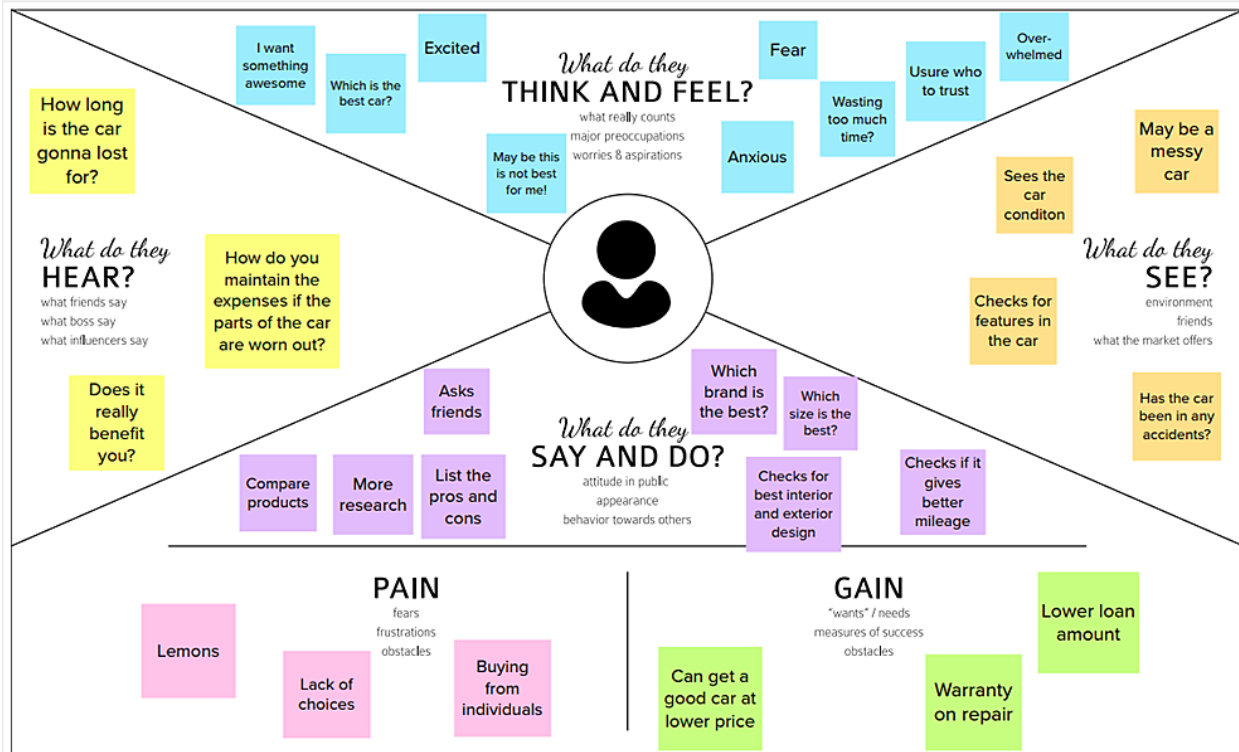 I want
something
awesome
Which is the
best car?
Excited
What do they
THINK AND FEEL?
what really counts
major preoccupations
worries & aspirations
May be this
is not best
for me!
Fear
Anxious
Wasting
too much
time?
Usure who
to trust
Over-
whelmed
How long
is the car
gonna lost
for?
What do they
HEAR?
what friends say
what boss say
what influencers say
How do you
maintain the
expenses if the
parts of the car
are worn out?
Does it
really
benefit
you?
May be a
messy
car
Sees the
car
conditon
What do they
SEE?
environment
friends
what the market offers
Checks for
features in
the car
Has the car
been in any
accidents?
Asks
friends
Compare
products
More
research
List the
pros and
cons
What do they
SAY AND DO?
attitude in public
appearance
behavior towards others
Which
brand is
the best?
Which
size is the
best?
Checks for
best interior
and exterior
design
Checks if it
gives
better
mileage
PAIN
fears
frustrations
obstacles
Lemons
Lack of
choices
Buying
from
individuals
GAIN
"wants" / needs
measures of success
obstacles
Can get a
good car at
lower price
Warranty
on repair
Lower loan
amount